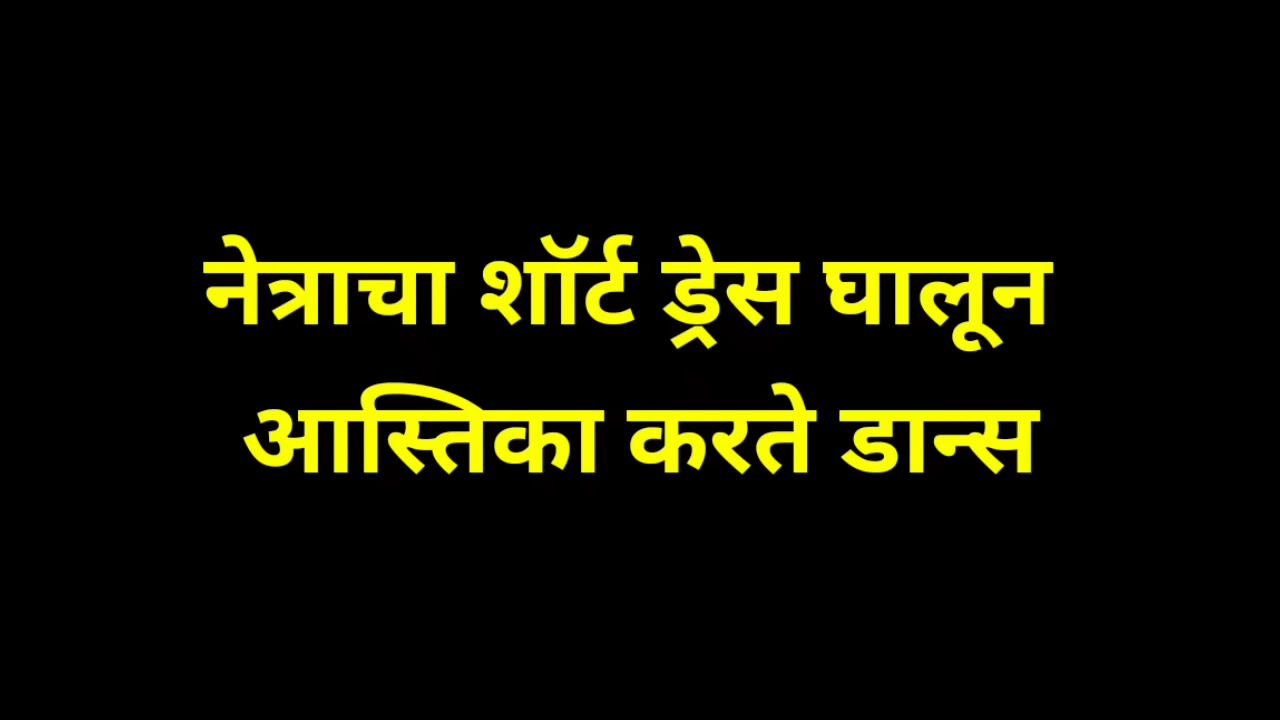 नेत्राचा शॉर्ट ड्रेस घालून
आस्तिका करते डान्स